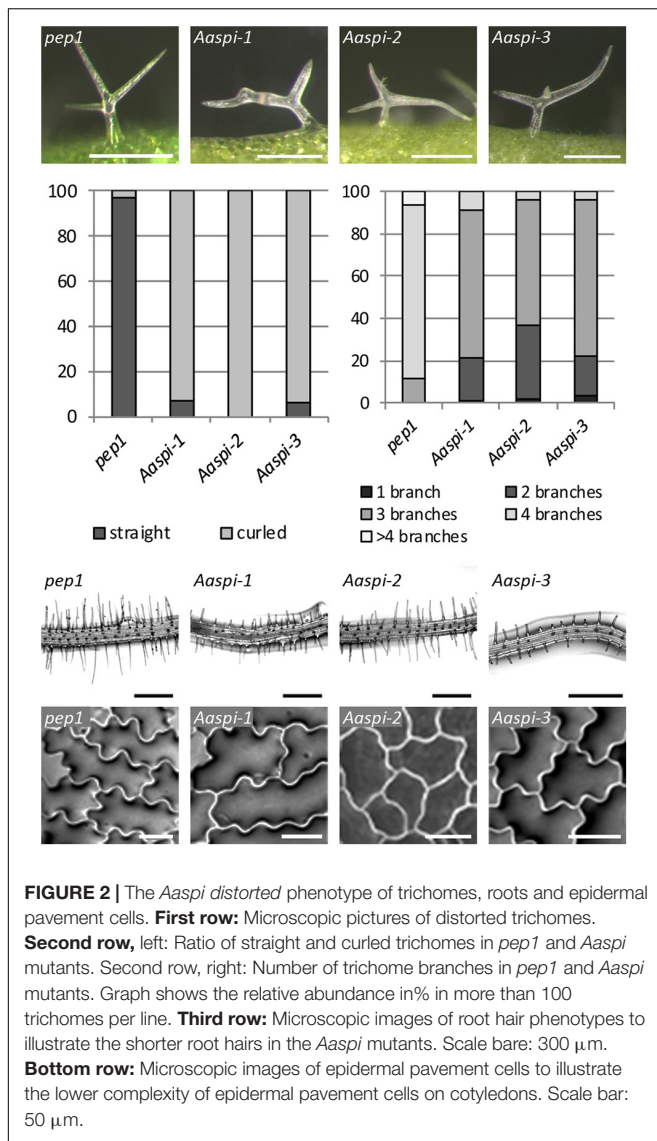 pep1 Aaspi-1 Aaspi-2 Aaspi-3
100
80
60
40
20
0
pep1 Aaspi-1 Aaspi-2 Aaspi-3
straight curled
100
80
60
40
20
0
pep1 Aaspi-1 Aaspi-2 Aaspi-3
1 branch 2 branches
3 branches 4 branches
>4 branches
pep1 Aaspi-1 Aaspi-2 Aaspi-3
pep1 Aaspi-1 Aaspi-2 Aaspi-3
FIGURE 2 | The Aaspi distorted phenotype of trichomes, roots and epidermal
pavement cells. First row: Microscopic pictures of distorted trichomes.
Second row, left: Ratio of straight and curled trichomes in pep1 and Aaspi
mutants. Second row, right: Number of trichome branches in pep1 and Aaspi
mutants. Graph shows the relative abundance in% in more than 100
trichomes per line. Third row: Microscopic images of root hair phenotypes to
illustrate the shorter root hairs in the Aaspi mutants. Scale bare: 300 μm.
Bottom row: Microscopic images of epidermal pavement cells to illustrate
the lower complexity of epidermal pavement cells on cotyledons. Scale bar:
50 μm.